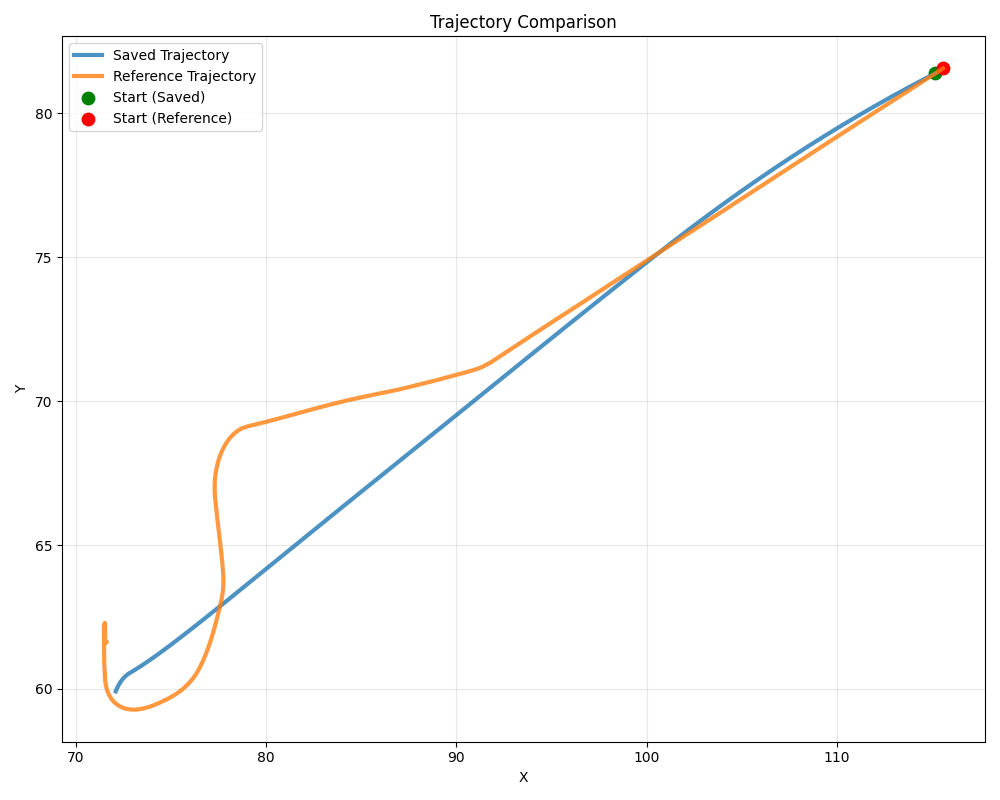 Trajectory Comparison
Saved Trajectory
Reference Trajectory
Start (Saved)
Start (Reference)
Y
80
75
70
65
60
70 80 90 100 110
X